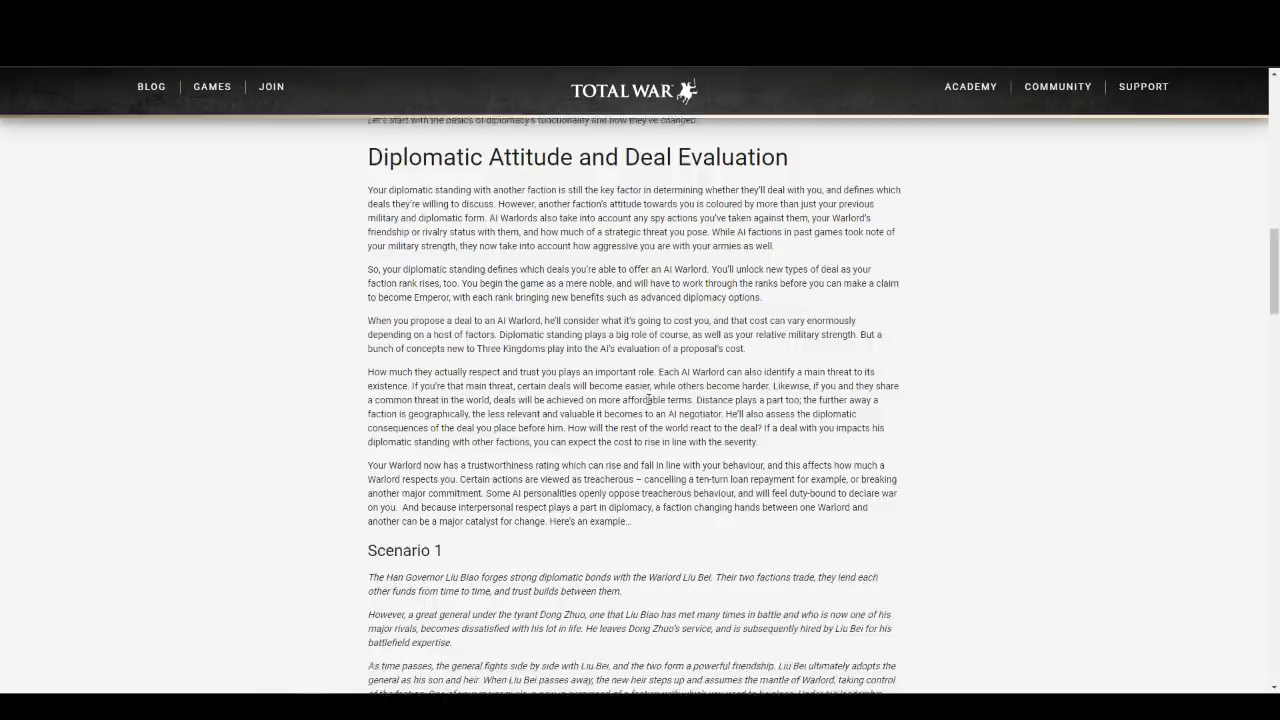 BLOG
GAMES
JOIN
TOTAL WAR
ACADEMY
COMMUNITY
SUPPORT
Let's start with the basics of diplomacy's functionality and how they've changed.
Diplomatic Attitude and Deal Evaluation
Your diplomatic standing with another faction is still the key factor in determining whether they'll deal with you, and defines which
deals they're willing to discuss. However, another faction's attitude towards you is coloured by more than just your previous
military and diplomatic form. AI Warlords also take into account any spy actions you've taken against them, your Warlord's
friendship or rivalry status with them, and how much of a strategic threat you pose. While AI factions in past games took note of
your military strength, they now take into account how aggressive you are with your armies as well.
So, your diplomatic standing defines which deals you're able to offer an AI Warlord. You'll unlock new types of deal as your
faction rank rises, too. You begin the game as a mere noble, and will have to work through the ranks before you can make a claim
to become Emperor, with each rank bringing new benefits such as advanced diplomacy options.
When you propose a deal to an AI Warlord, he'll consider what it's going to cost you, and that cost can vary enormously
depending on a host of factors. Diplomatic standing plays a big role of course, as well as your relative military strength. But a
bunch of concepts new to Three Kingdoms play into the AI's evaluation of a proposal's cost.
How much they actually respect and trust you plays an important role. Each AI Warlord can also identify a main threat to its
existence. If you're that main threat, certain deals will become easier, while others become harder. Likewise, if you and they share
a common threat in the world, deals will be achieved on more affordable terms. Distance plays a part too; the further away a
faction is geographically, the less relevant and valuable it becomes to an AI negotiator. He'll also assess the diplomatic
consequences of the deal you place before him. How will the rest of the world react to the deal? If a deal with you impacts his
diplomatic standing with other factions, you can expect the cost to rise in line with the severity.
Your Warlord now has a trustworthiness rating which can rise and fall in line with your behaviour, and this affects how much a
Warlord respects you. Certain actions are viewed as treacherous – cancelling a ten-turn loan repayment for example, or breaking
another major commitment. Some AI personalities openly oppose treacherous behaviour, and will feel duty-bound to declare war
on you. And because interpersonal respect plays a part in diplomacy, a faction changing hands between one Warlord and
another can be a major catalyst for change. Here's an example…
Scenario 1
The Han Governor Liu Biao forges strong diplomatic bonds with the Warlord Liu Bei. Their two factions trade, they lend each
other funds from time to time, and trust builds between them.
However, a great general under the tyrant Dong Zhuo, one that Liu Biao has met many times in battle and who is now one of his
major rivals, becomes dissatisfied with his lot in life. He leaves Dong Zhuo's service, and is subsequently hired by Liu Bei for his
battlefield expertise.
As time passes, the general fights side by side with Liu Bei, and the two form a powerful friendship. Liu Bei ultimately adopts the
general as his son and heir. When Liu Bei passes away, the new heir steps up and assumes the mantle of Warlord, taking control